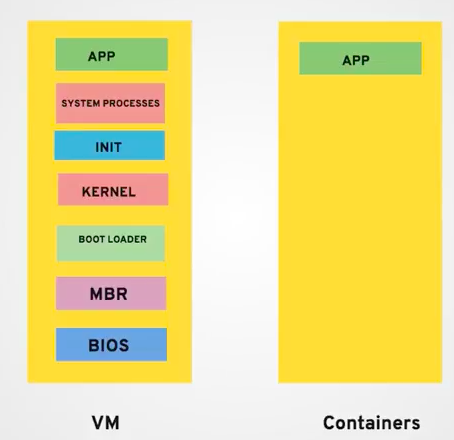 APP
SYSTEM PROCESSES
INIT
KERNEL
BOOT LOADER
MBR
BIOS
VM
APP
Containers